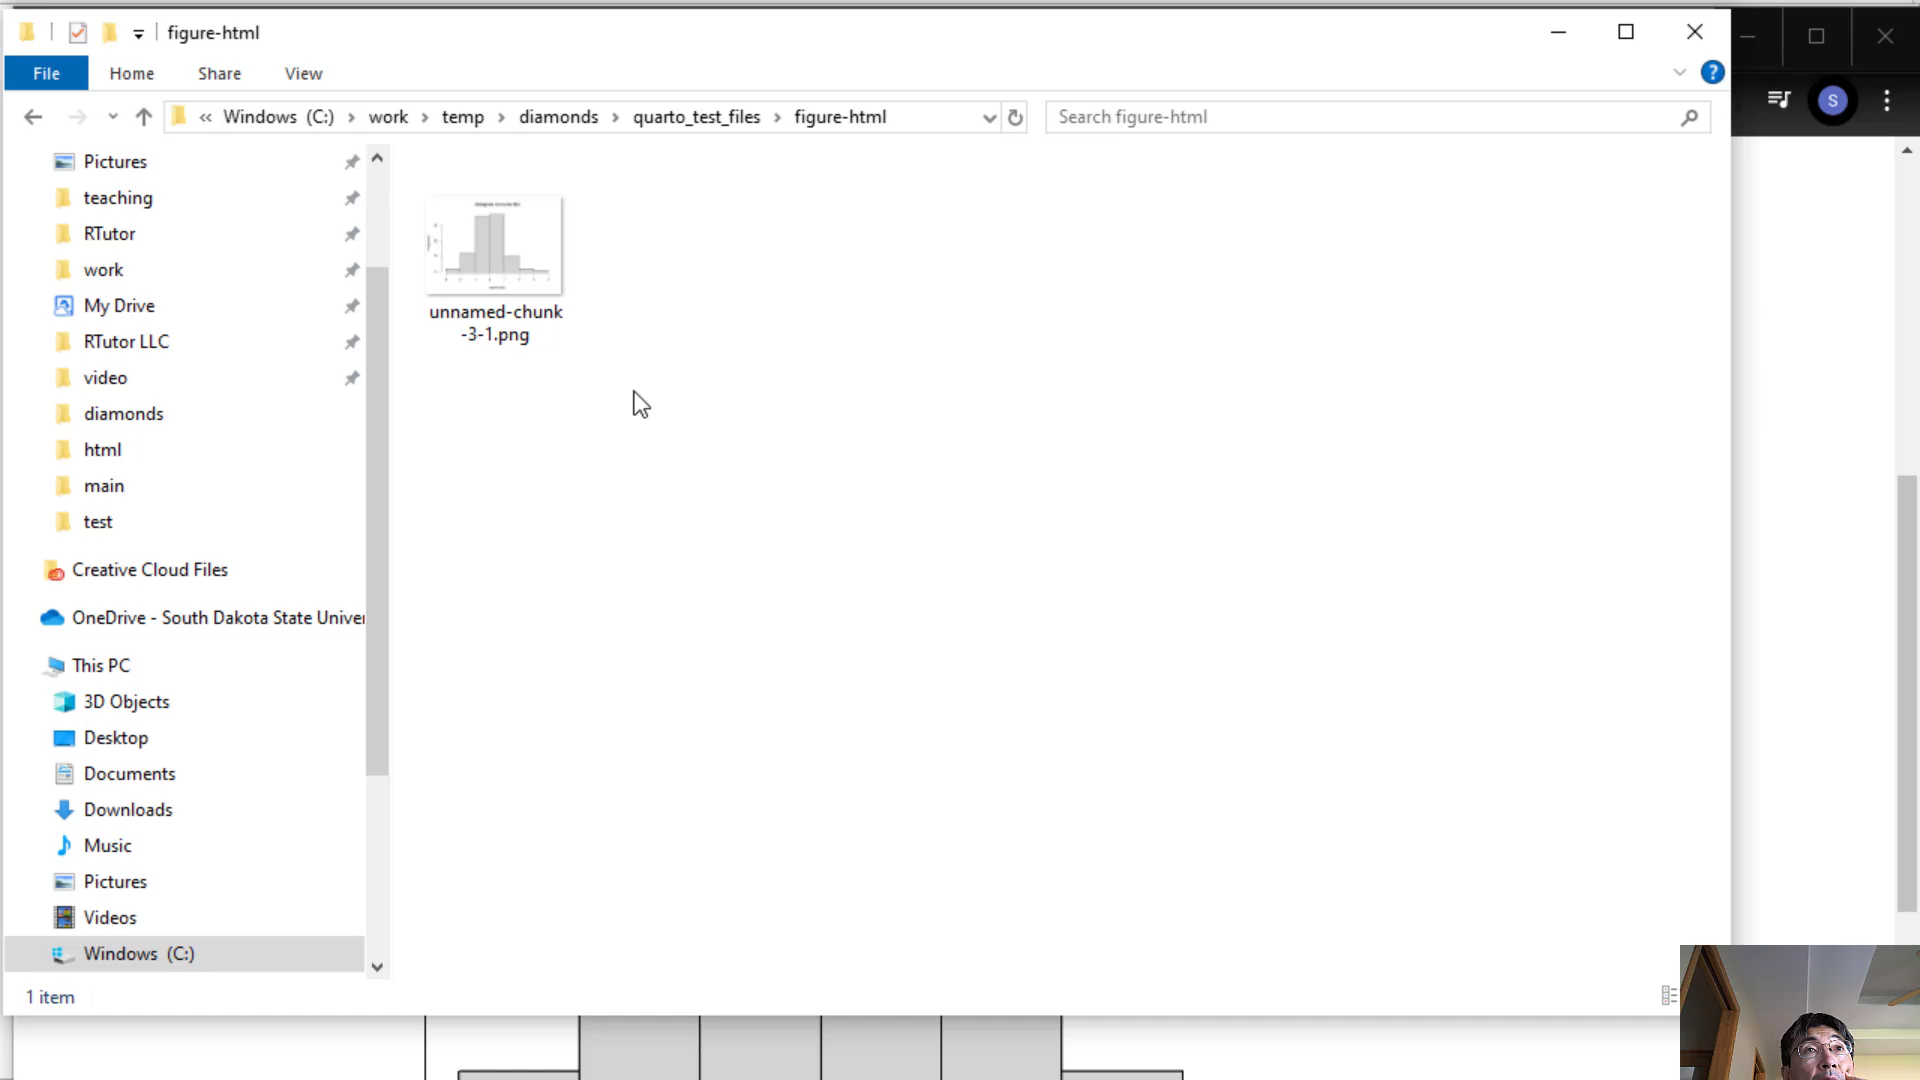 figure-html
File Home Share View
?
S
« Windows (C:) › work › temp › diamonds › quarto_test_files › figure-html
Search figure-html
Pictures
teaching
RTutor
work
My Drive
RTutor LLC
video
diamonds
html
main
test
Creative Cloud Files
OneDrive - South Dakota State Univer
This PC
3D Objects
Desktop
Documents
Downloads
Music
Pictures
Videos
Windows (C:)
unnamed-chunk
-3-1.png
1 item